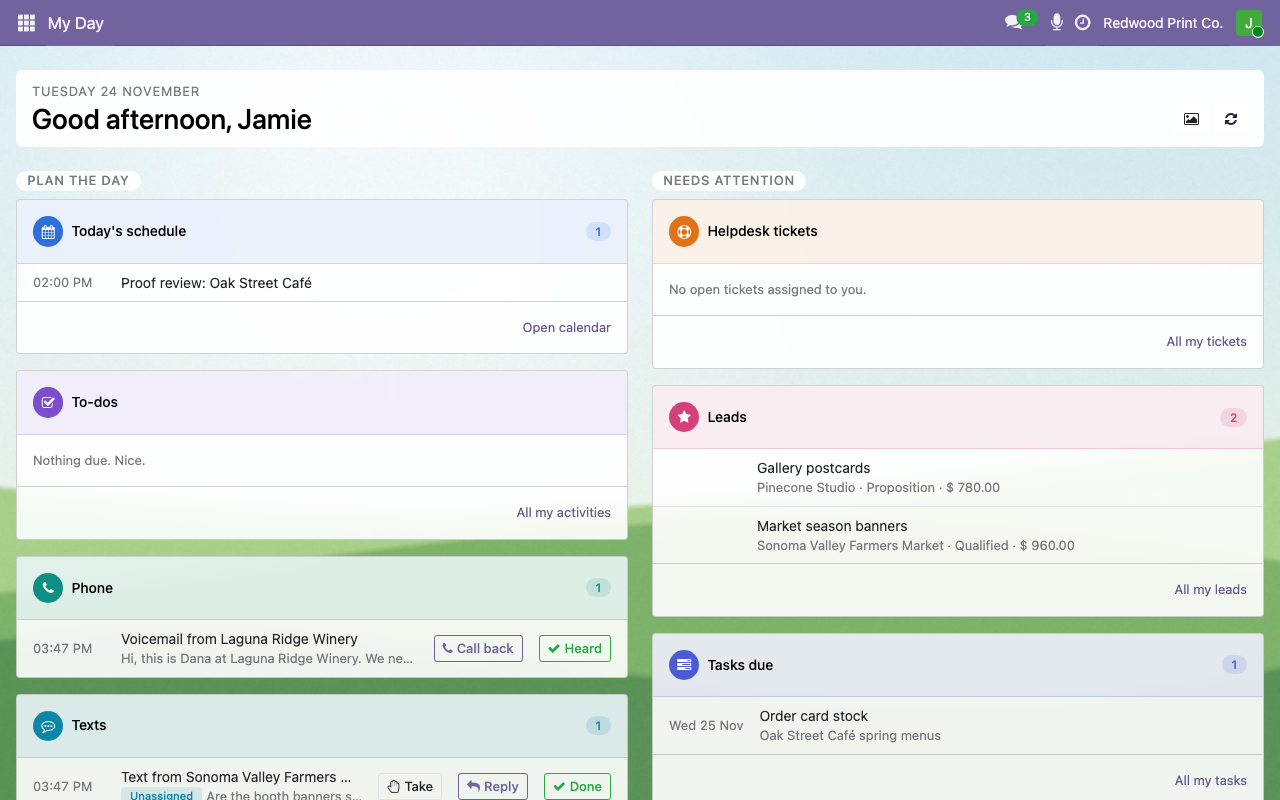 My Day
3
Redwood Print Co.
J
TUESDAY 24 NOVEMBER
Good afternoon, Jamie
PLAN THE DAY
Today's schedule
1
02:00 PM
Proof review: Oak Street Café
Open calendar
To-dos
Nothing due. Nice.
All my activities
Phone
1
03:47 PM
Voicemail from Laguna Ridge Winery
Hi, this is Dana at Laguna Ridge Winery. We ne...
Call back
Heard
Texts
1
03:47 PM
Text from Sonoma Valley Farmers ...
Unassigned Are the booth banners s...
Take
Reply
Done
NEEDS ATTENTION
Helpdesk tickets
No open tickets assigned to you.
All my tickets
Leads
2
Gallery postcards
Pinecone Studio · Proposition · $ 780.00
Market season banners
Sonoma Valley Farmers Market · Qualified · $ 960.00
All my leads
Tasks due
1
Wed 25 Nov
Order card stock
Oak Street Café spring menus
All my tasks